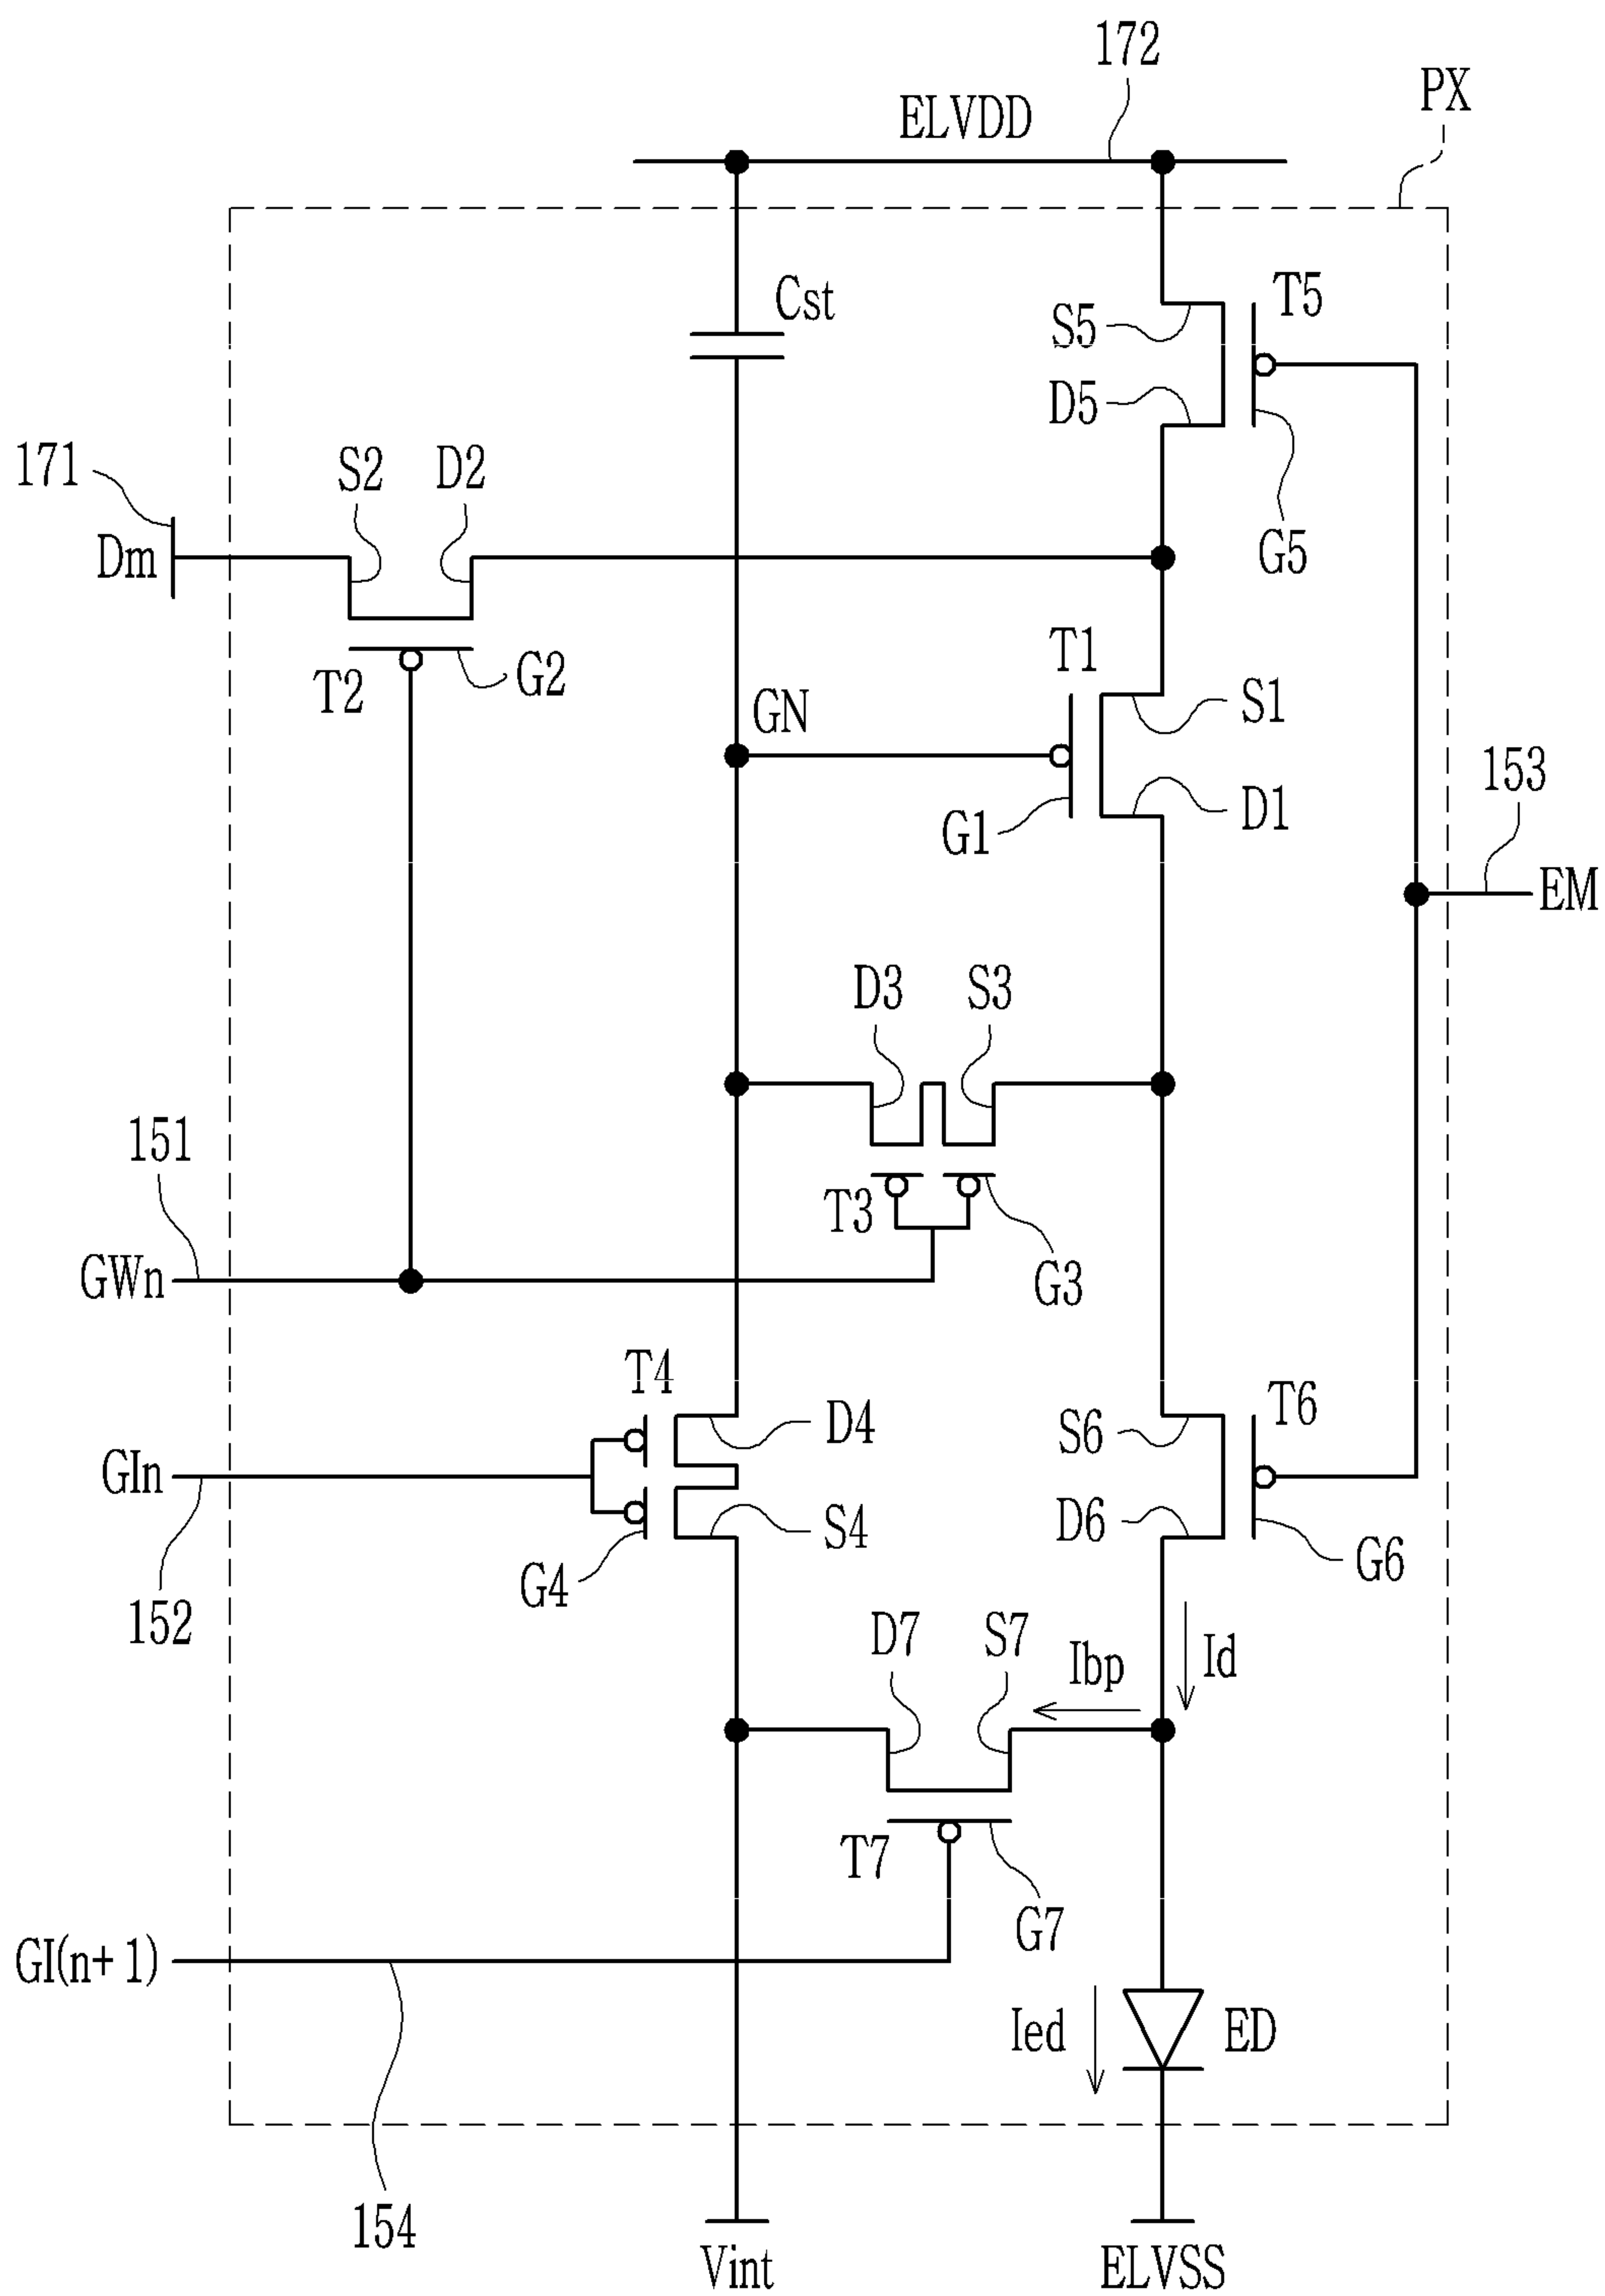 172
PX
ELVDD
Cst
T5
S5
D5
171
S2
D2
Dm
G5
T1
T2
G2
GN
S1
153
D1
G1
EM
D3
S3
151
T3
GWn
G3
T4
T6
D4
S6
GIn
S4
D6
G6
G4
152
D7
S7
Ibp
Id
T7
G7
GI(n+1)
Ied
ED
154
Vint
ELVSS